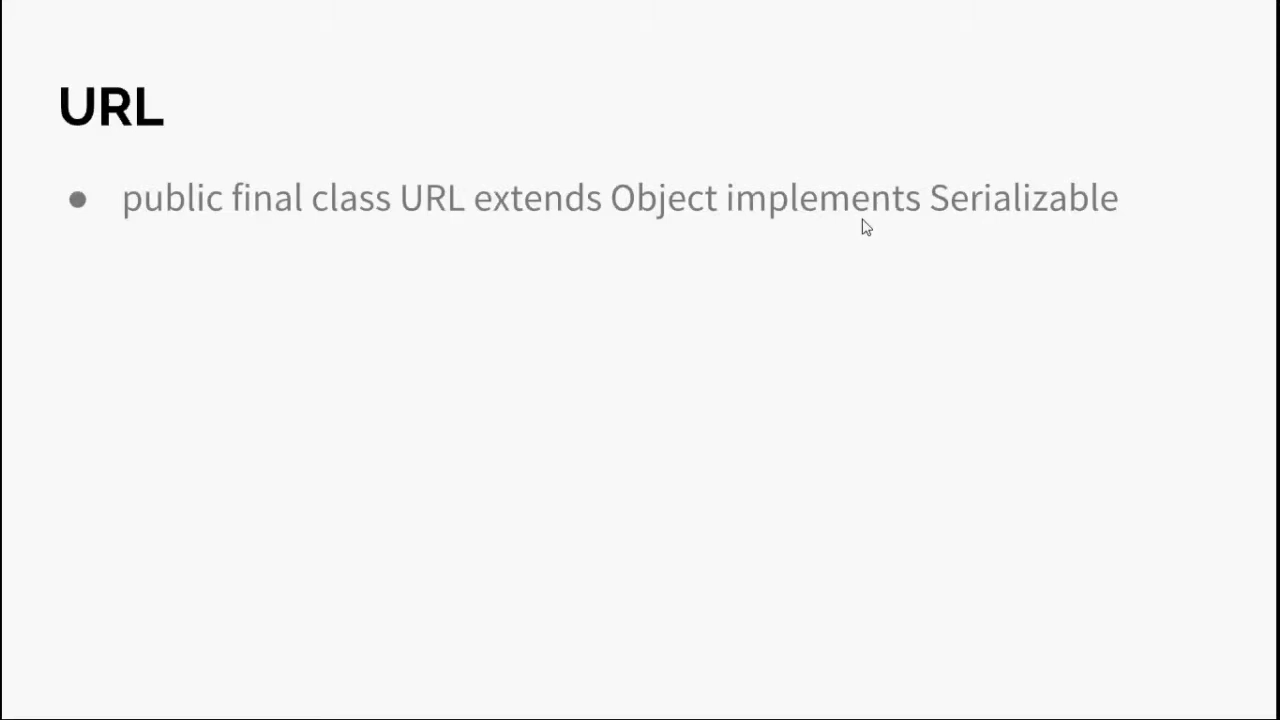 URL
● public final class URL extends Object implements Serializable